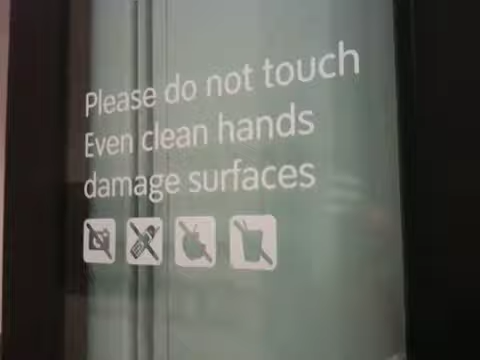 Please do not touch
Even clean hands
damage surfaces